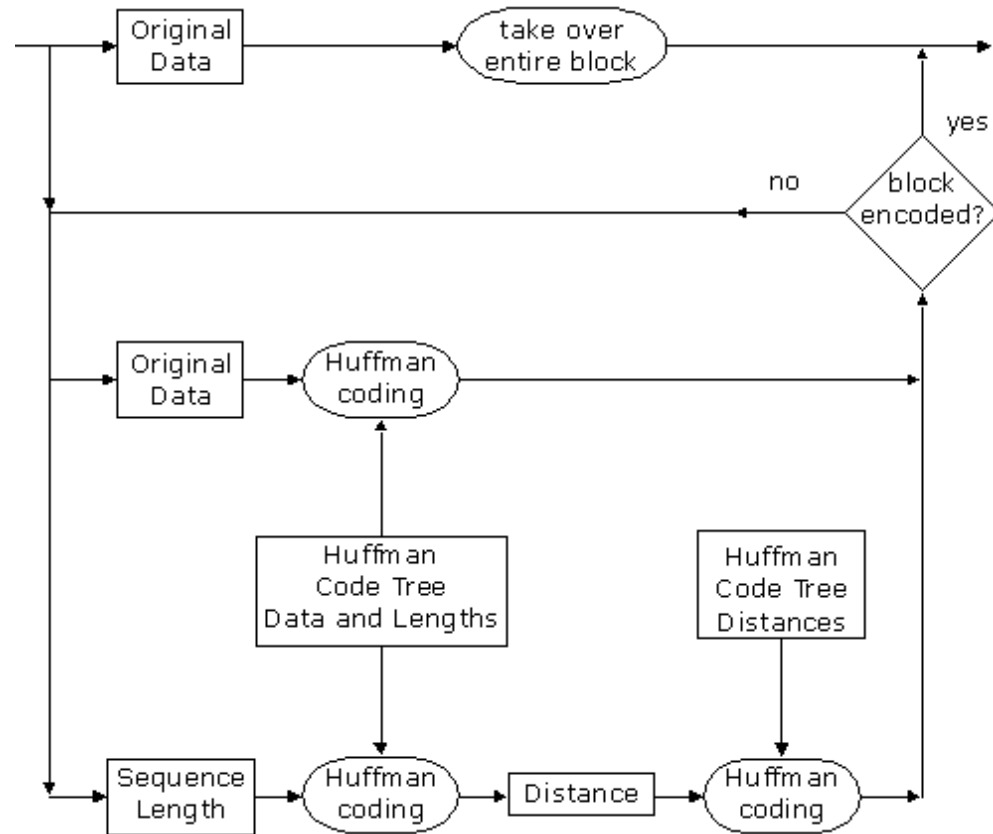 Original
Data
take over
entire block
yes
no
block
encoded?
Original
Data
Huffman
coding
Huffman
Code Tree
Data and Lengths
Huffman
Code Tree
Distances
Sequence
Length
Huffman
coding
Distance
Huffman
coding